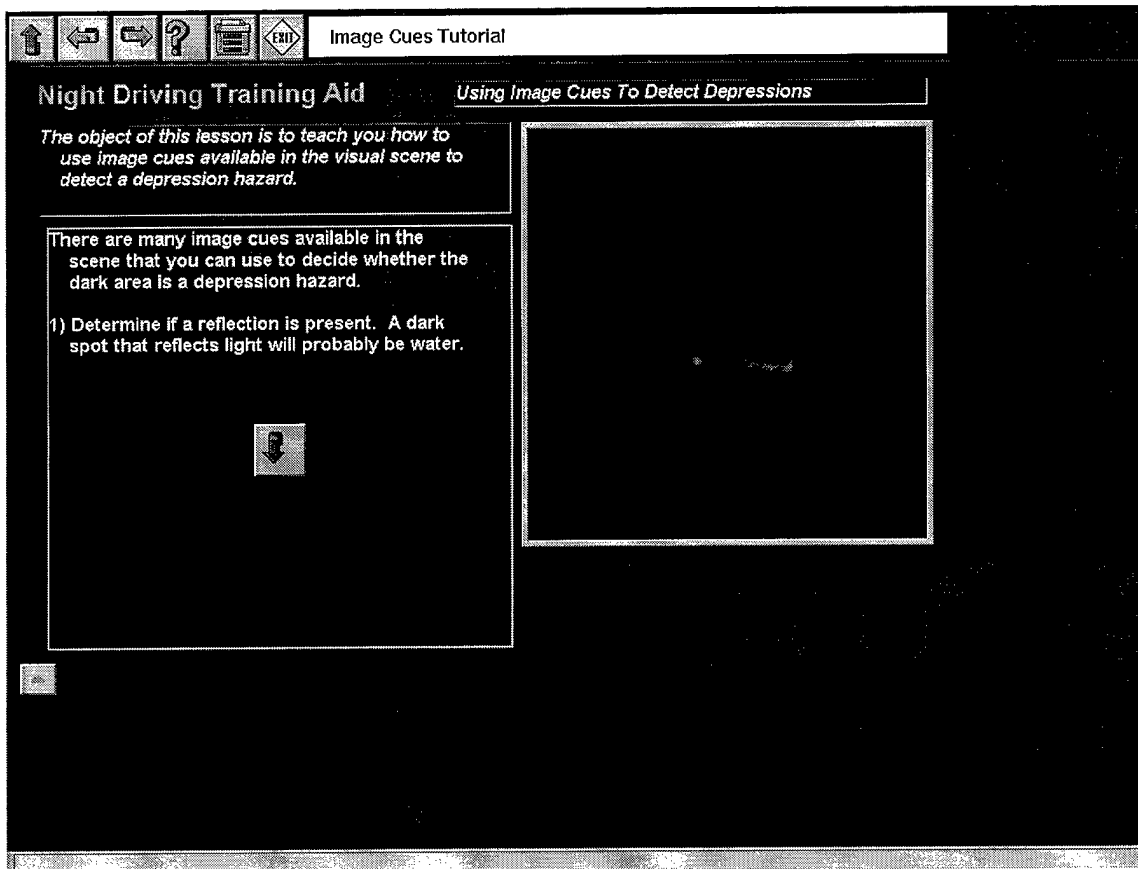 EXIT
Image Cues Tutorial
Night Driving Training Aid
Using Image Cues To Detect Depressions
The object of this lesson is to teach you how to
use image cues available in the visual scene to
detect a depression hazard.
There are many image cues available in the
scene that you can use to decide whether the
dark area is a depression hazard.
1) Determine if a reflection is present. A dark
spot that reflects light will probably be water.